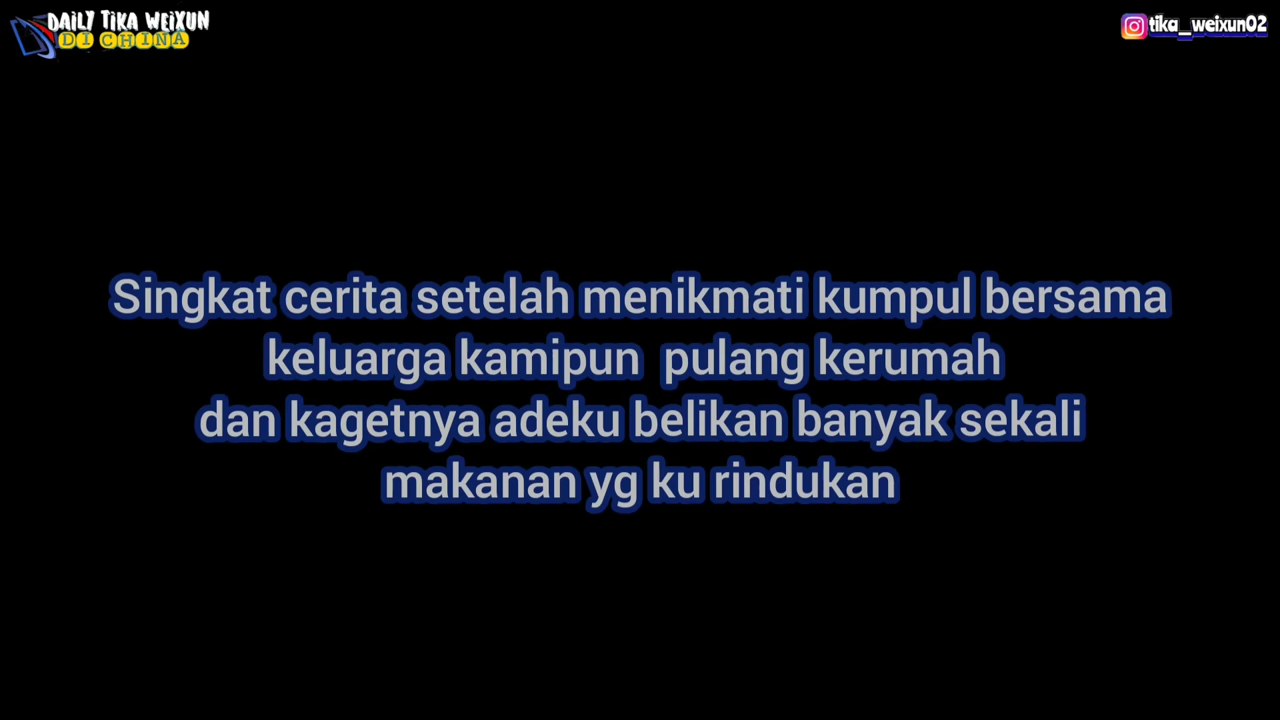 DAILY TIKA WEIXUN
DI CHINA
tika_weixun02
Singkat cerita setelah menikmati kumpul bersama
keluarga kamipun pulang kerumah
dan kagetnya adeku belikan banyak sekali
makanan yg ku rindukan